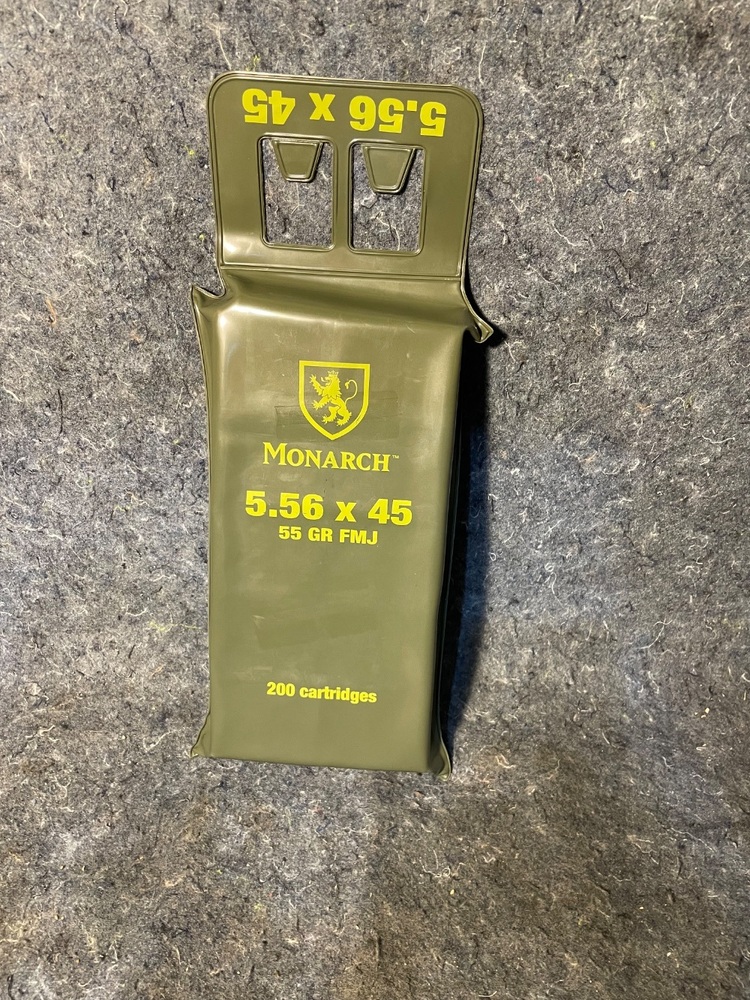 5.56 x 45
MONARCH™
5.56 x 45
55 GR FMJ
200 cartridges